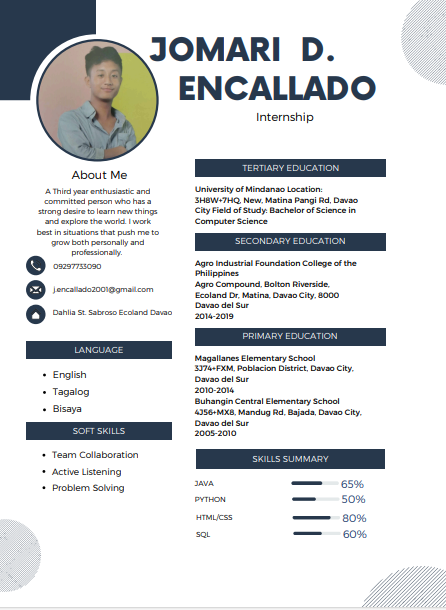 JOMARI D.
ENCALLADO
Internship
About Me
A Third year enthusiastic and
committed person who has a
strong desire to learn new things
and explore the world. I work
best in situations that push me to
grow both personally and
professionally.
09297733090
j.encallado2001@gmail.com
Dahlia St. Sabroso Ecoland Davao
LANGUAGE
English
Tagalog
Bisaya
SOFT SKILLS
Team Collaboration
Active Listening
Problem Solving
TERTIARY EDUCATION
University of Mindanao Location:
3H8W+7HQ, New, Matina Pangi Rd, Davao
City Field of Study: Bachelor of Science in
Computer Science
SECONDARY EDUCATION
Agro Industrial Foundation College of the
Philippines
Agro Compound, Bolton Riverside,
Ecoland Dr, Matina, Davao City, 8000
Davao del Sur
2014-2019
PRIMARY EDUCATION
Magallanes Elementary School
3J74+FXM, Poblacion District, Davao City,
Davao del Sur
2010-2014
Buhangin Central Elementary School
4J56+MX8, Mandug Rd, Bajada, Davao City,
Davao del Sur
2005-2010
SKILLS SUMMARY
JAVA 65%
PYTHON 50%
HTML/CSS 80%
SQL 60%